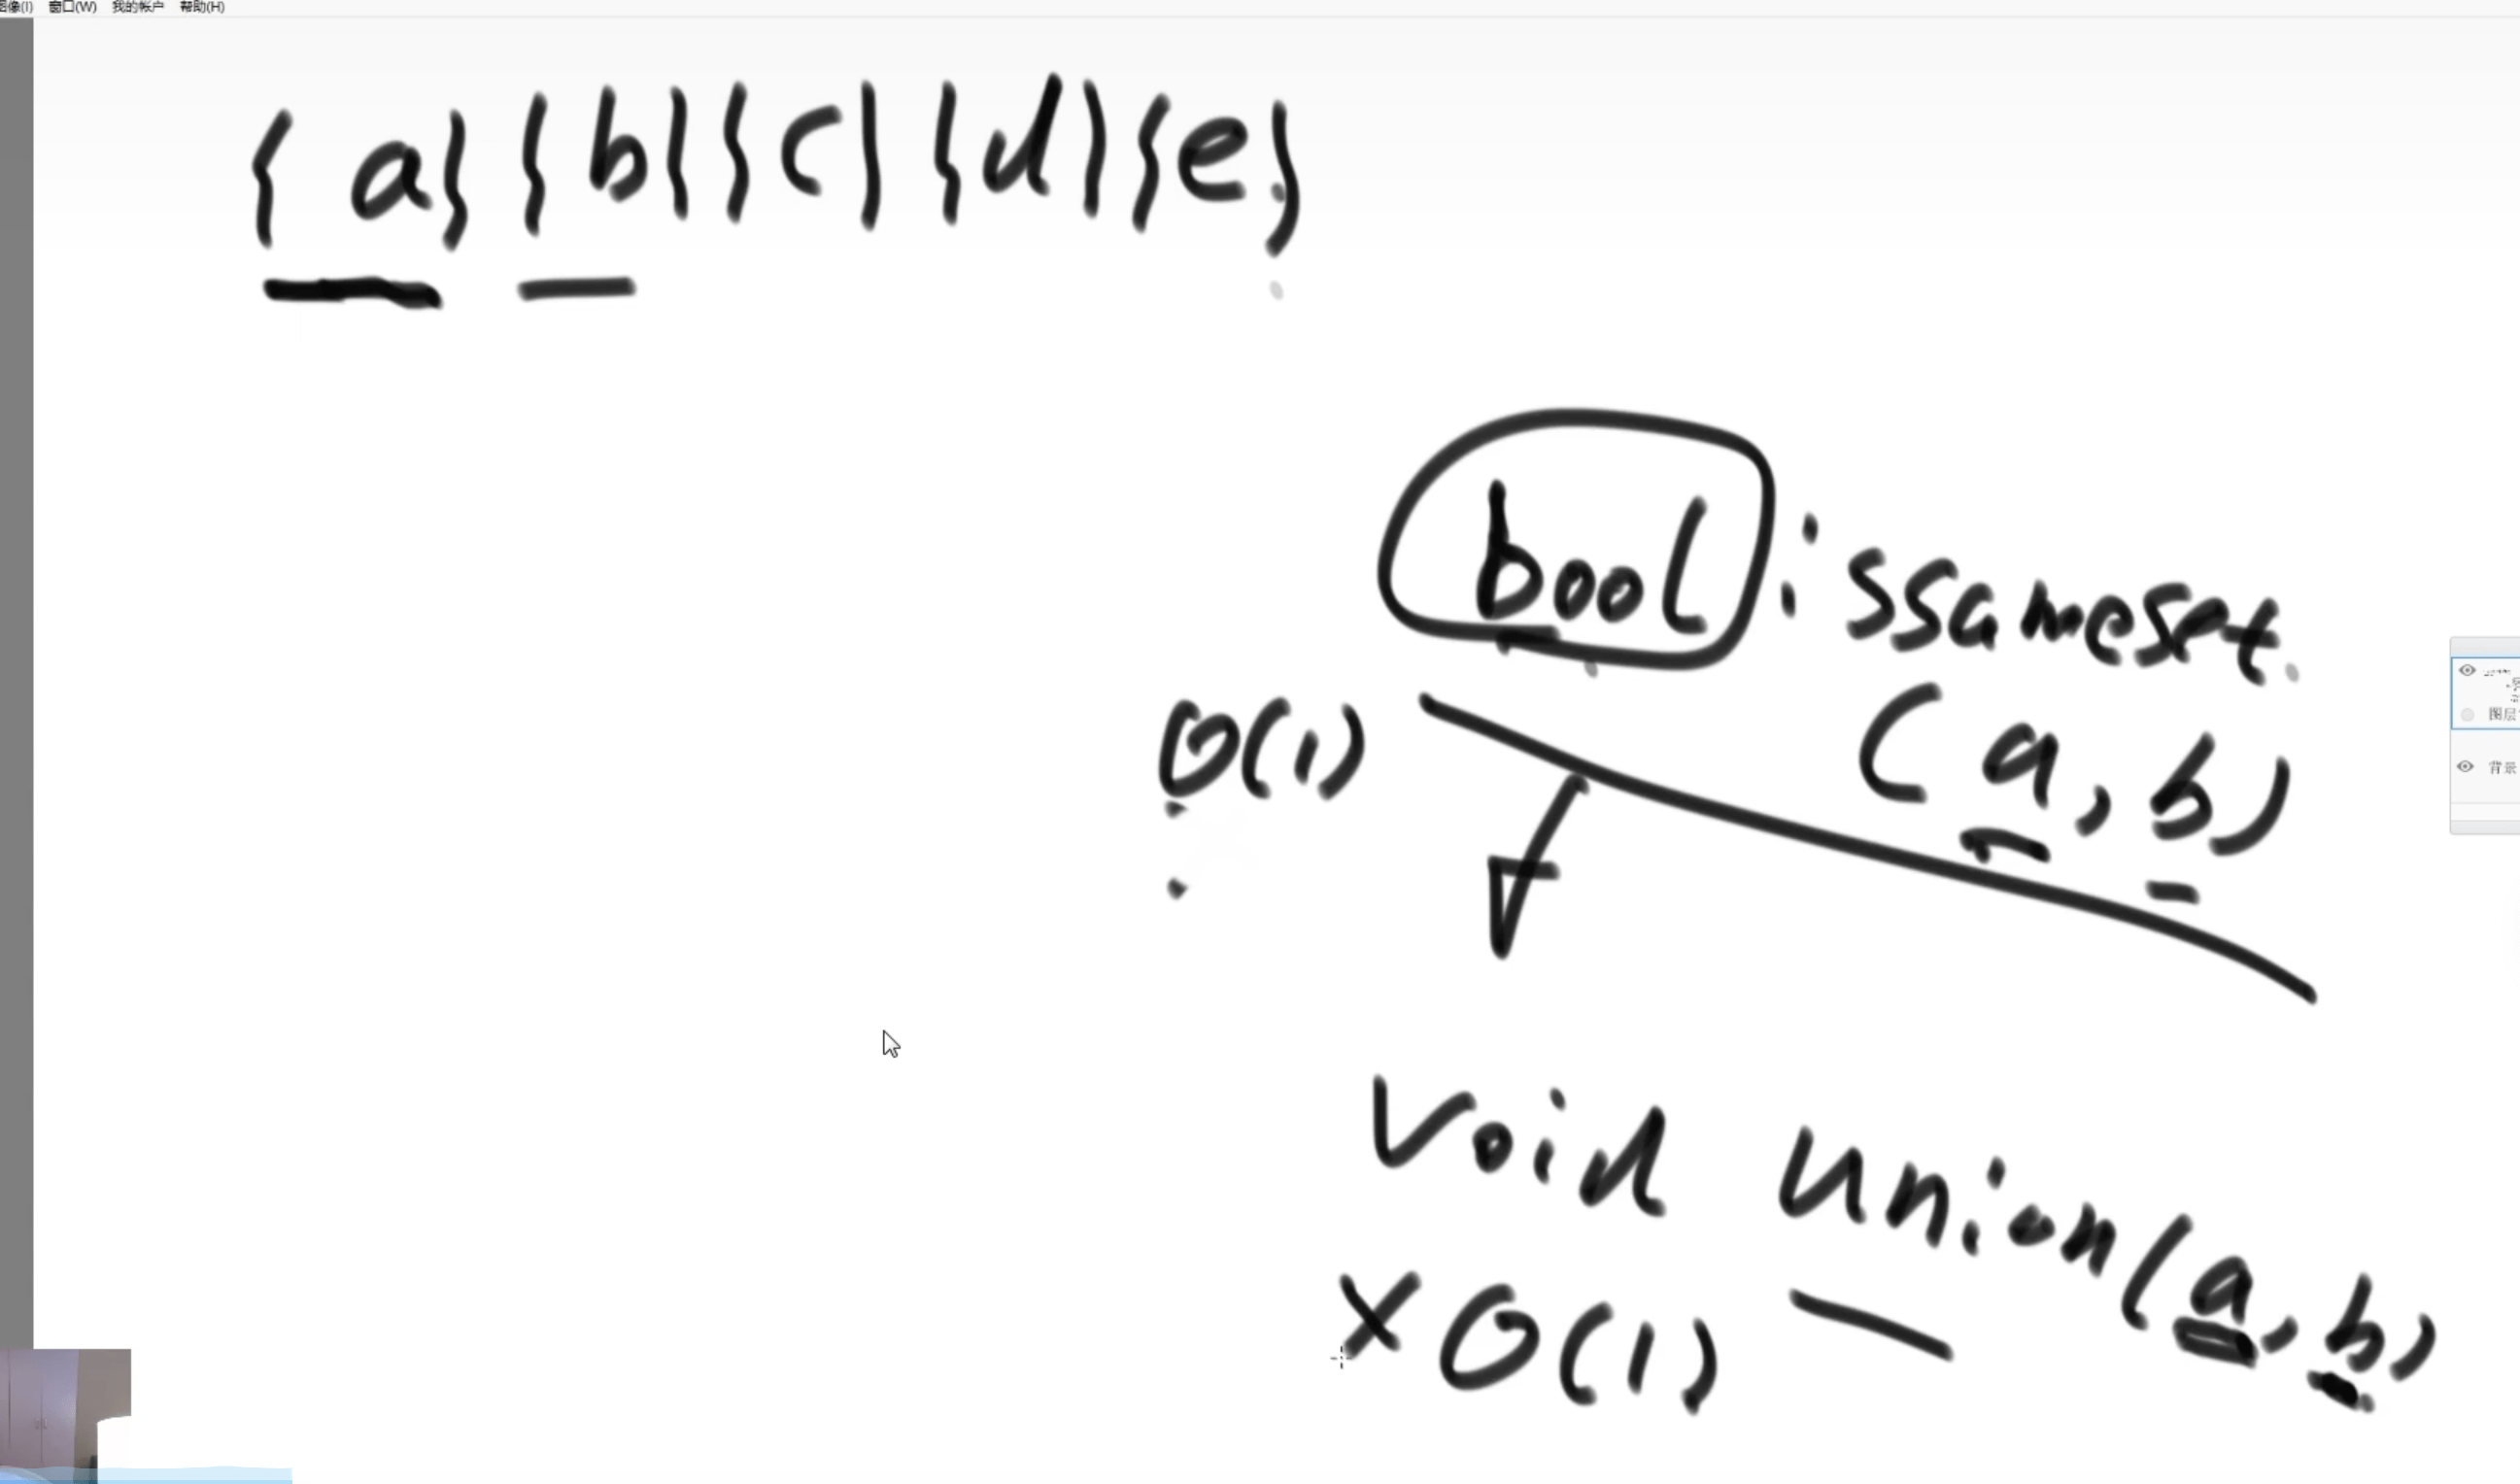 图像(I) 窗口(W) 我的帐户 帮助(H)
{ a} {b} {c} {d} {e}
bool issameset
O(1)
(a, b)
图层
背景
void union(a, b)
× O(1)